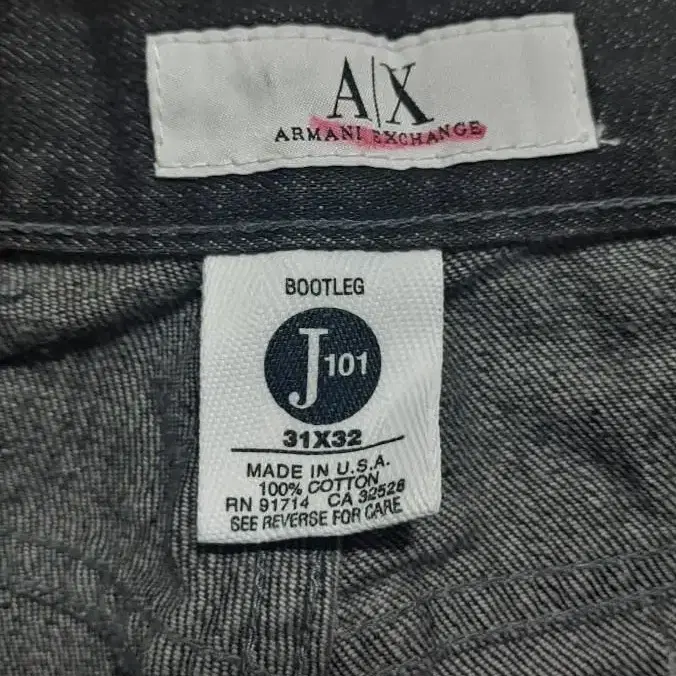 A|X
ARMANI EXCHANGE
BOOTLEG
J101
31X32
MADE IN U.S.A.
100% COTTON
RN 91714 CA 32528
SEE REVERSE FOR CARE